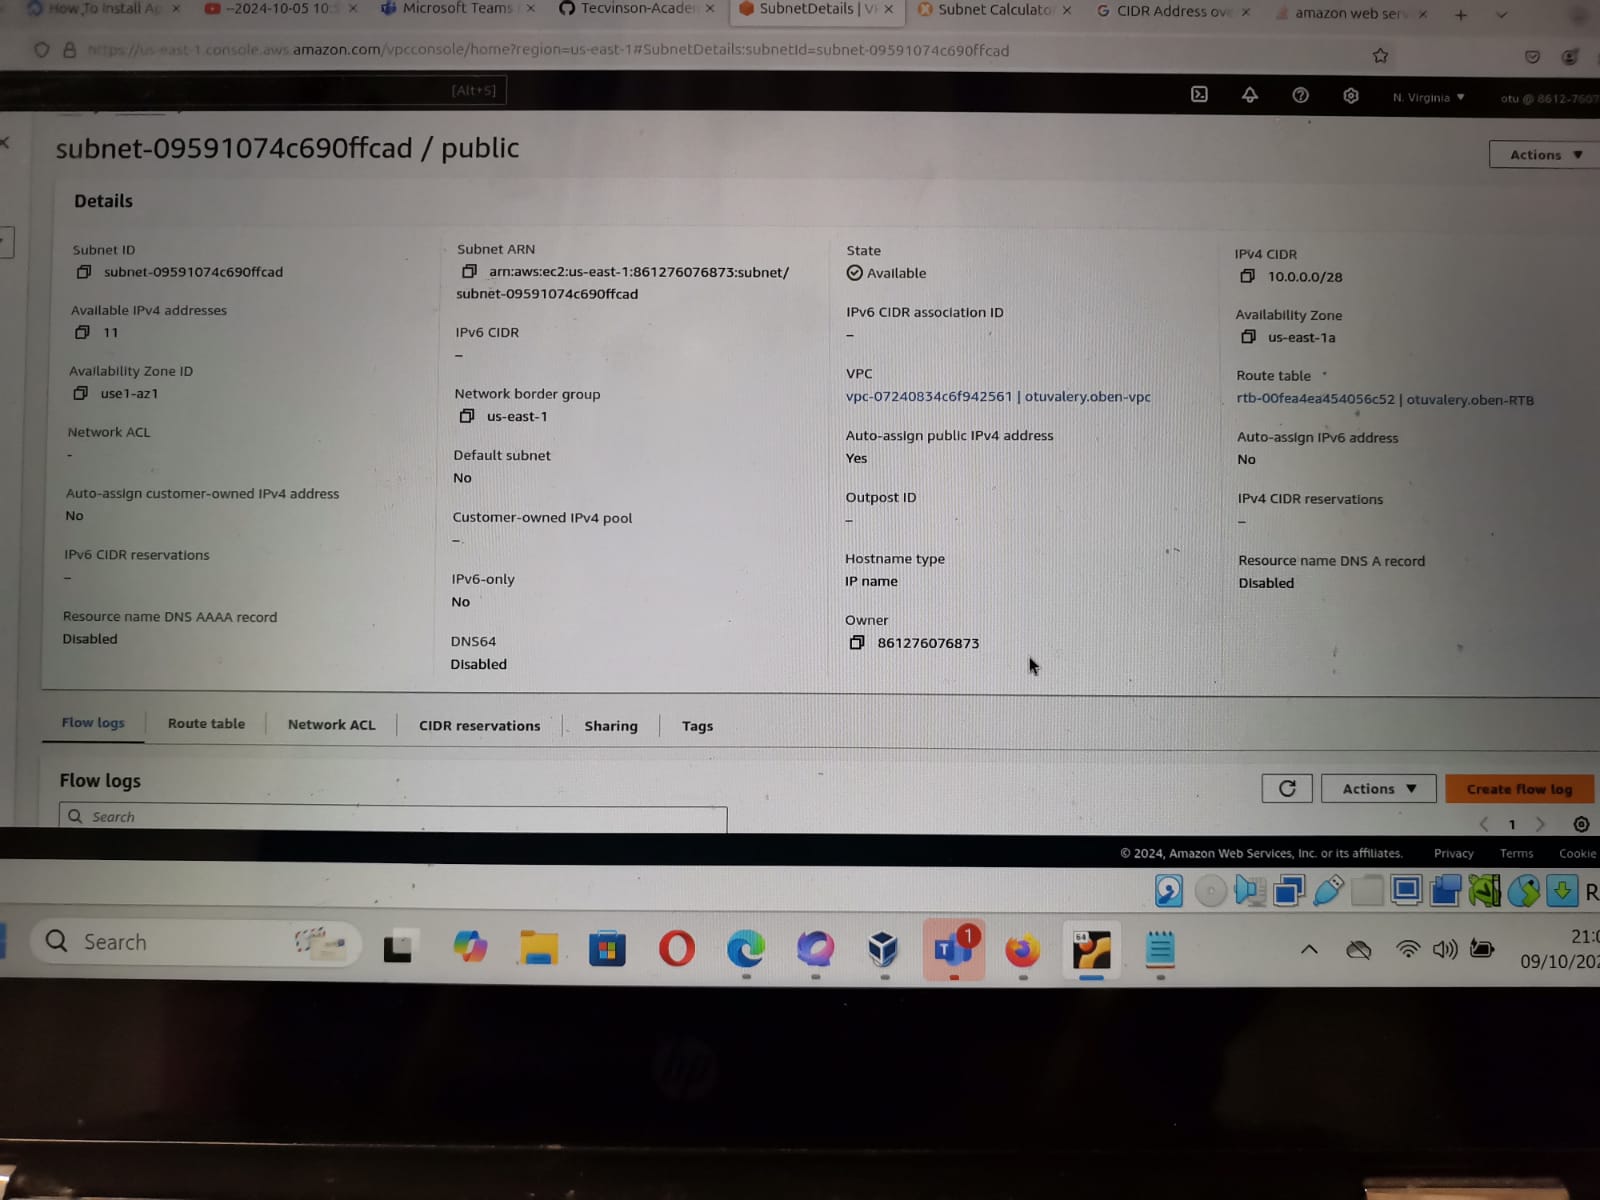 How To Install Ap
--2024-10-05 10:5
Microsoft Teams
Tecvinson-Academ
SubnetDetails | VP
Subnet Calculator
CIDR Address ove
amazon web serv
https://us-east-1.console.aws.amazon.com/vpcconsole/home?region=us-east-1#SubnetDetails:subnetId=subnet-09591074c690ffcad
[Alt+S]
N. Virginia
otu @ 8612-7607
subnet-09591074c690ffcad / public
Actions
Details
Subnet ID
subnet-09591074c690ffcad
Available IPv4 addresses
11
Availability Zone ID
use1-az1
Network ACL
-
Auto-assign customer-owned IPv4 address
No
IPv6 CIDR reservations
–
Resource name DNS AAAA record
Disabled
Subnet ARN
arn:aws:ec2:us-east-1:861276076873:subnet/
subnet-09591074c690ffcad
IPv6 CIDR
–
Network border group
us-east-1
Default subnet
No
Customer-owned IPv4 pool
–
IPv6-only
No
DNS64
Disabled
State
Available
IPv6 CIDR association ID
–
VPC
vpc-07240834c6f942561 | otuvalery.oben-vpc
Auto-assign public IPv4 address
Yes
Outpost ID
–
Hostname type
IP name
Owner
861276076873
IPv4 CIDR
10.0.0.0/28
Availability Zone
us-east-1a
Route table
rtb-00fea4ea454056c52 | otuvalery.oben-RTB
Auto-assign IPv6 address
No
IPv4 CIDR reservations
–
Resource name DNS A record
Disabled
Flow logs
Route table
Network ACL
CIDR reservations
Sharing
Tags
Flow logs
Actions
Create flow log
Search
1
© 2024, Amazon Web Services, Inc. or its affiliates.
Privacy
Terms
Cookie
R
Search
T
1
64
21:0
09/10/202
hp